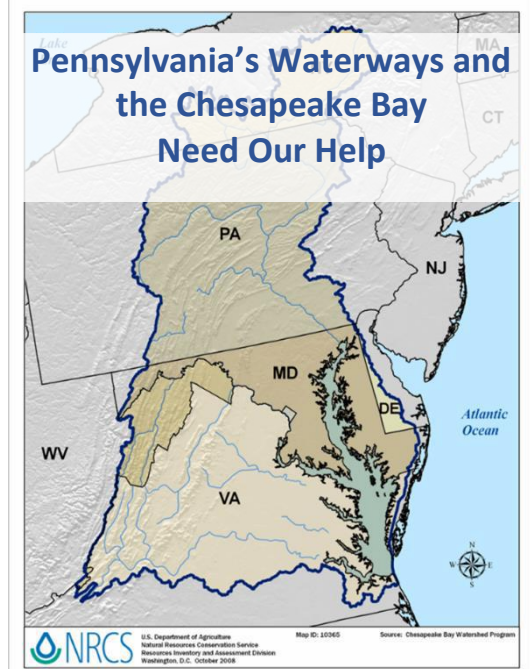 Lake
Pennsylvania’s Waterways and
the Chesapeake Bay
Need Our Help
MA
CT
PA
NJ
MD
DE
Atlantic
Ocean
WV
VA
N
W E
S
NRCS
U.S. Department of Agriculture
Natural Resources Conservation Service
Resources Inventory and Assessment Division
Washington, D.C. October 2008
Map ID: 10365
Source: Chesapeake Bay Watershed Program